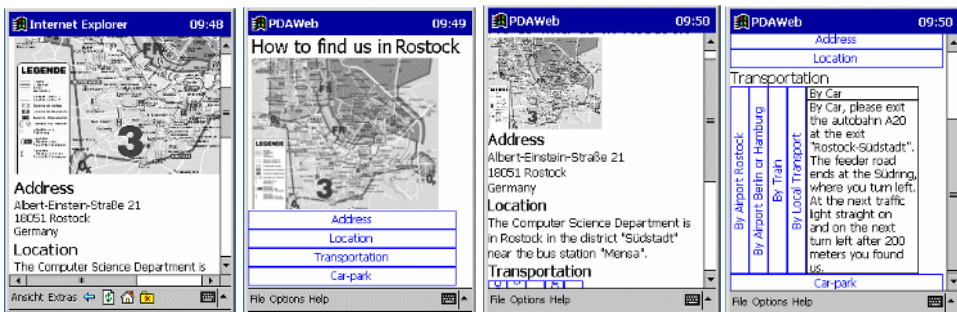 Internet Explorer 09:48
LEGENDE
FR
3
Address
Albert-Einstein-Straße 21
18051 Rostock
Germany
Location
The Computer Science Department is
Ansicht Extras
PDAWeb 09:49
How to find us in Rostock
FS
FR
LEGENDE
3
Address
Location
Transportation
Car-park
File Options Help
PDAWeb 09:50
3
Address
Albert-Einstein-Straße 21
18051 Rostock
Germany
Location
The Computer Science Department is
in Rostock in the district "Südstadt"
near the bus station "Mensa".
Transportation
File Options Help
PDAWeb 09:50
Address
Location
Transportation
By Airport Rostock
By Airport Berlin or Hamburg
By Train
By Local Transport
By Car
By Car, please exit
the autobahn A20
at the exit
"Rostock-Südstadt".
The feeder road
ends at the Südring,
where you turn left.
At the next traffic
light straight on
and on the next
turn left after 200
meters you found
us.
Car-park
File Options Help